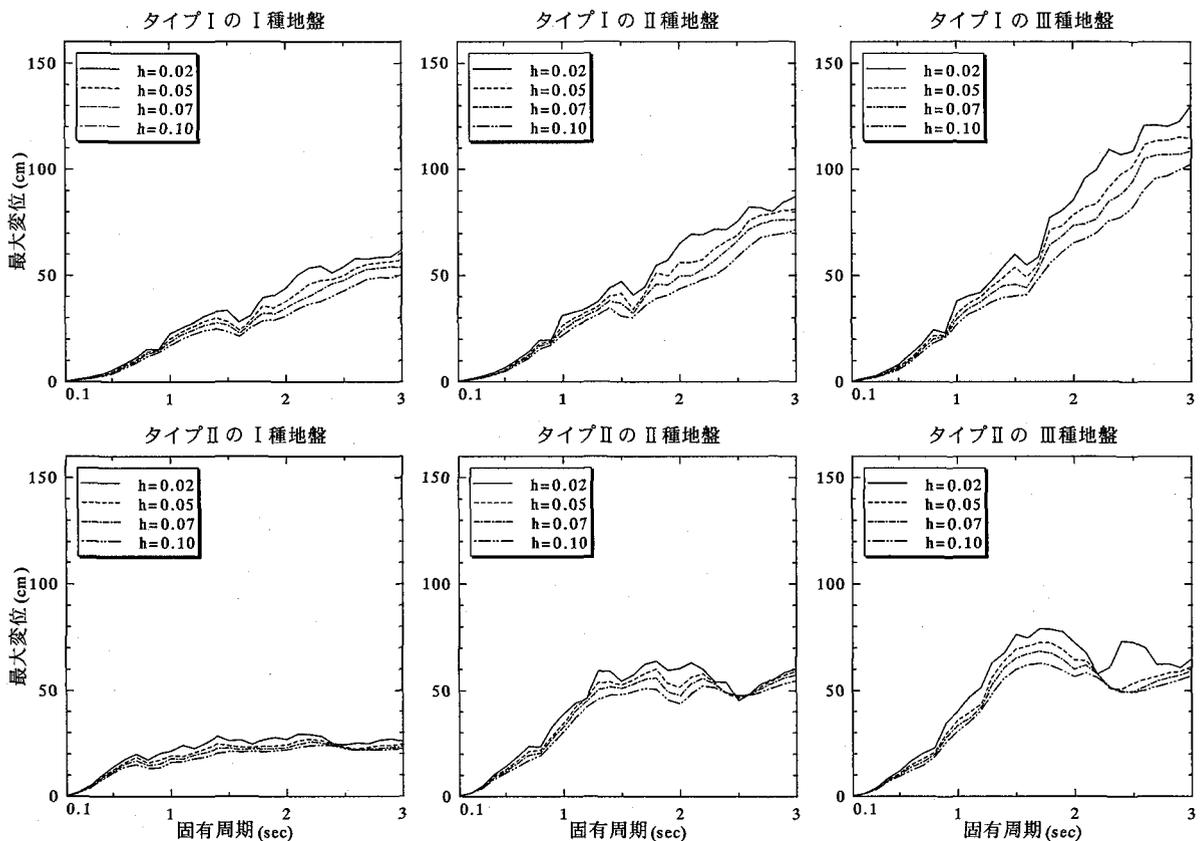 タイプⅠの Ⅰ種地盤
タイプⅠの Ⅱ種地盤
タイプⅠの Ⅲ種地盤
最大変位(cm)
150
100
50
0
h=0.02
h=0.05
h=0.07
h=0.10
0.1 1 2 3
150
100
50
0
h=0.02
h=0.05
h=0.07
h=0.10
0.1 1 2 3
150
100
50
0
h=0.02
h=0.05
h=0.07
h=0.10
0.1 1 2 3
タイプⅡの Ⅰ種地盤
タイプⅡの Ⅱ種地盤
タイプⅡの Ⅲ種地盤
最大変位(cm)
150
100
50
0
h=0.02
h=0.05
h=0.07
h=0.10
0.1 1 2 3
固有周期(sec)
150
100
50
0
h=0.02
h=0.05
h=0.07
h=0.10
0.1 1 2 3
固有周期(sec)
150
100
50
0
h=0.02
h=0.05
h=0.07
h=0.10
0.1 1 2 3
固有周期(sec)